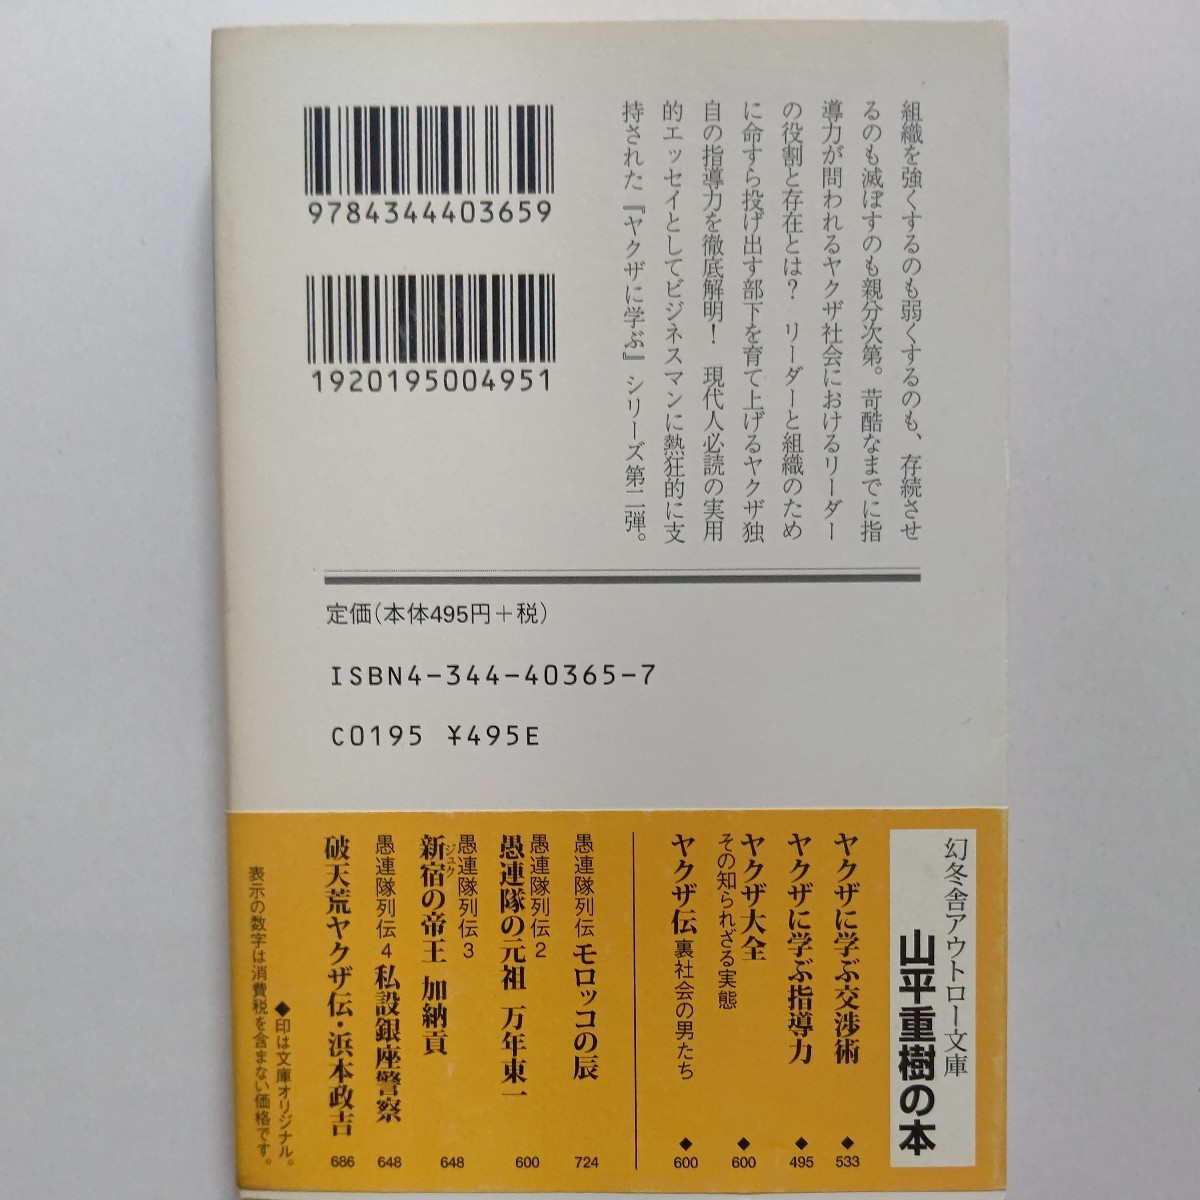 組織を強くするのも弱くするのも、存続させ
るのも滅ぼすのも親分次第。苛酷なまでに指
導力が問われるヤクザ社会におけるリーダー
の役割と存在とは？　リーダーと組織のため
に命すら投げ出す部下を育て上げるヤクザ独
自の指導力を徹底解明！　現代人必読の実用
的エッセイとしてビジネスマンに熱狂的に支
持された『ヤクザに学ぶ』シリーズ第二弾。
9784344403659
1920195004951
定価(本体495円＋税)
ISBN4-344-40365-7
C0195 ¥495E
幻冬舎アウトロー文庫
山平重樹の本
ヤクザに学ぶ交渉術 ◆ 533
ヤクザに学ぶ指導力 ◆ 495
ヤクザ大全
その知られざる実態 ◆ 600
ヤクザ伝 裏社会の男たち ◆ 600
愚連隊列伝 モロッコの辰 724
愚連隊列伝2
愚連隊の元祖 万年東一 600
愚連隊列伝3
新宿の帝王 加納貢 648
ジュク
愚連隊列伝4 私設銀座警察 648
破天荒ヤクザ伝・浜本政吉 686
◆印は文庫オリジナル。
表示の数字は消費税を含まない価格です。